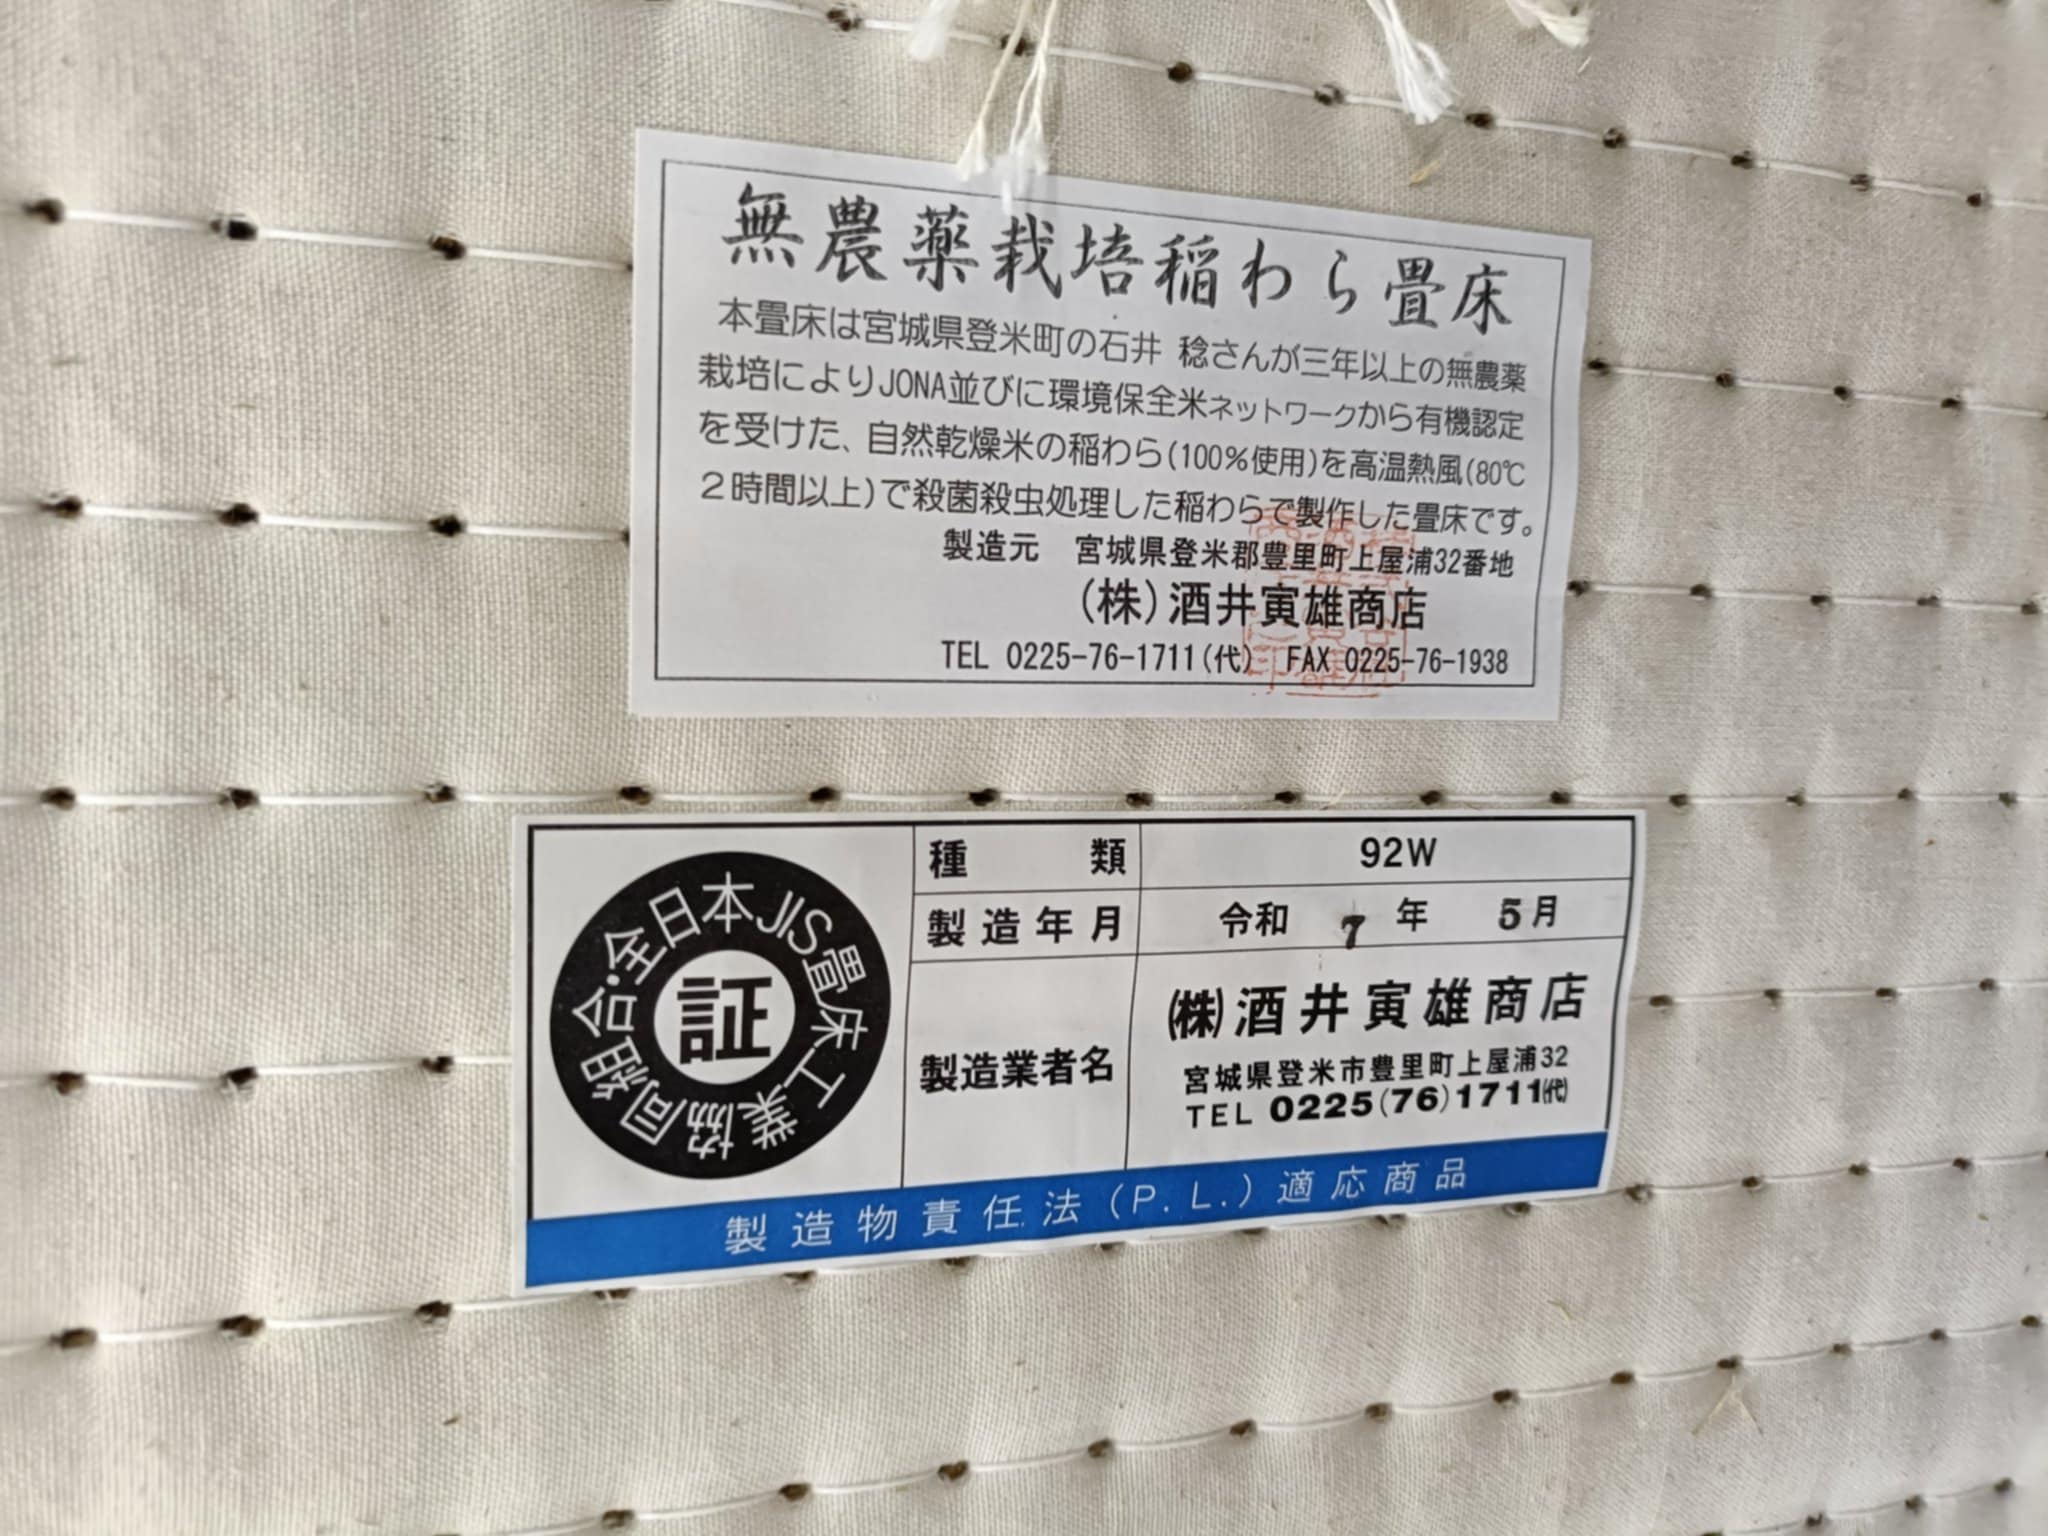 無農薬栽培稲わら畳床
本畳床は宮城県登米町の石井 稔さんが三年以上の無農薬
栽培によりJONA並びに環境保全米ネットワークから有機認定
を受けた、自然乾燥米の稲わら(100%使用)を高温熱風(80℃
2時間以上)で殺菌殺虫処理した稲わらで製作した畳床です。
製造元 宮城県登米郡豊里町上屋浦32番地
(株)酒井寅雄商店
TEL 0225-76-1711(代) FAX 0225-76-1938
全日本JIS畳床工業協同組合・
証
種類 92W
製造年月 令和 7 年 5月
製造業者名 (株)酒井寅雄商店
宮城県登米市豊里町上屋浦32
TEL 0225(76)1711(代)
製造物責任法(P.L.)適応商品